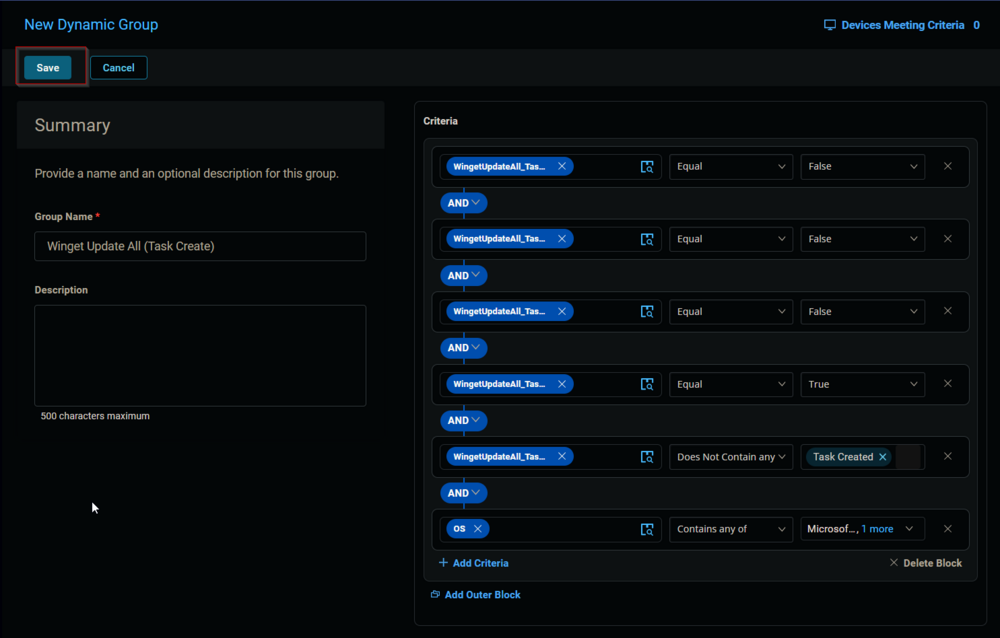 New Dynamic Group
Devices Meeting Criteria 0
Save Cancel
Summary
Provide a name and an optional description for this group.
Group Name *
Winget Update All (Task Create)
Description
500 characters maximum
Criteria
WingetUpdateAll_Tas... Equal False
AND
WingetUpdateAll_Tas... Equal False
AND
WingetUpdateAll_Tas... Equal False
AND
WingetUpdateAll_Tas... Equal True
AND
WingetUpdateAll_Tas... Does Not Contain any Task Created
AND
OS Contains any of Microsof..., 1 more
Add Criteria
Delete Block
Add Outer Block